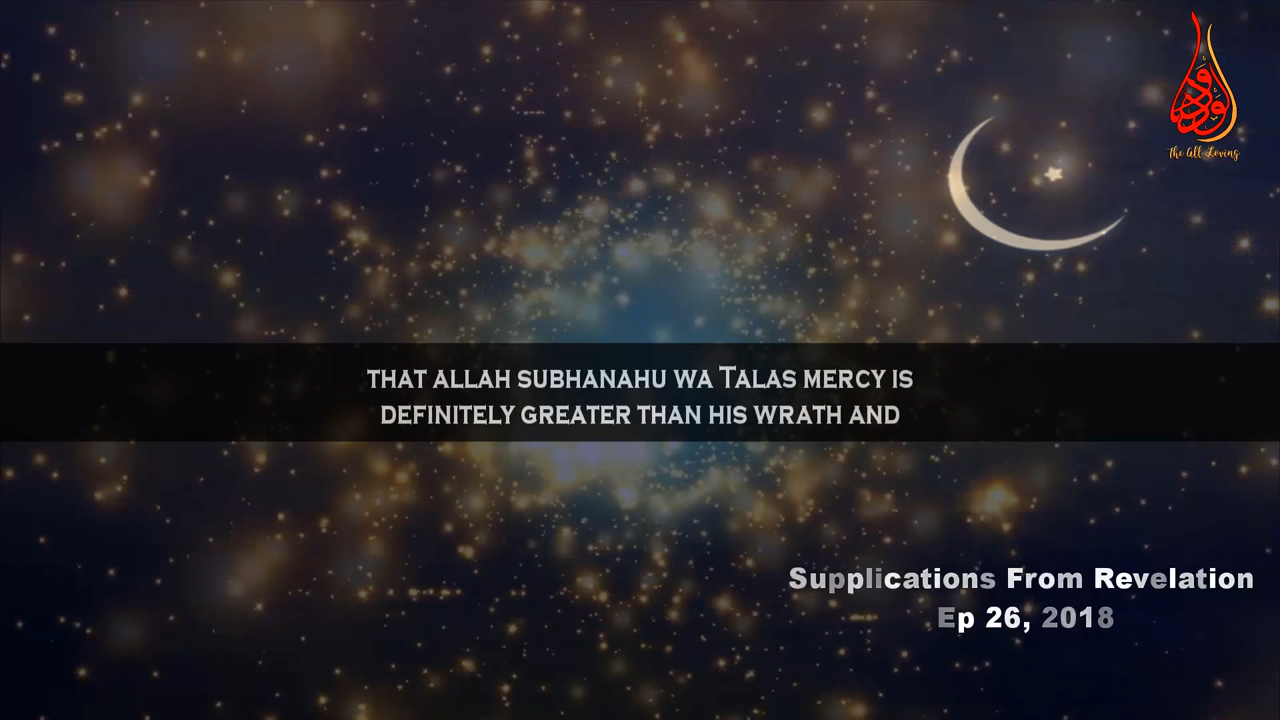 الودود
The All Loving
THAT ALLAH SUBHANAHU WA TALAS MERCY IS
DEFINITELY GREATER THAN HIS WRATH AND
Supplications From Revelation
Ep 26, 2018